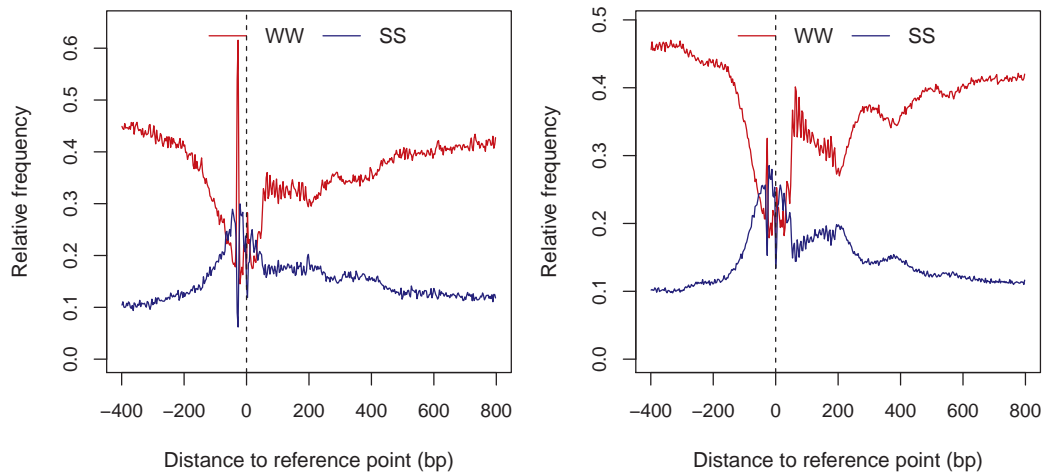 WW SS
Relative frequency
0.0 0.1 0.2 0.3 0.4 0.5 0.6
−400 −200 0 200 400 600 800
Distance to reference point (bp)
WW SS
Relative frequency
0.0 0.1 0.2 0.3 0.4 0.5
−400 −200 0 200 400 600 800
Distance to reference point (bp)